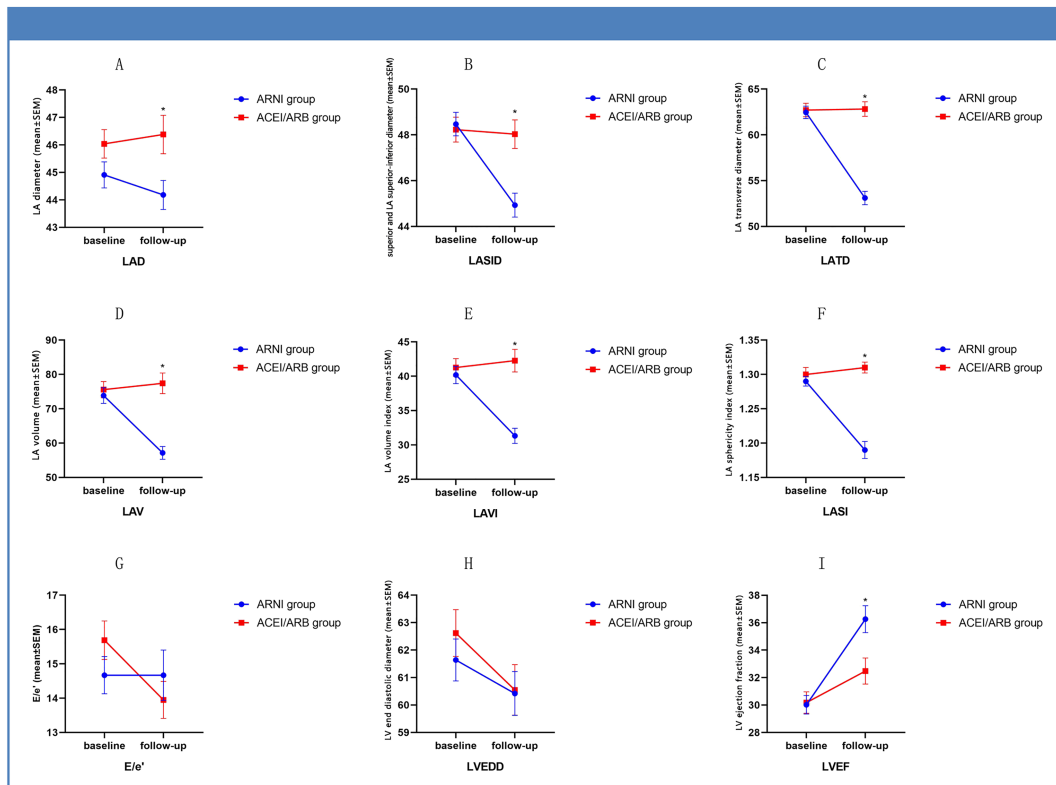 A
LA diameter (mean±SEM)
48
47
46
45
44
43
*
ARNI group
ACEI/ARB group
baseline
follow-up
LAD
B
superior and LA superior-inferior diameter (mean±SEM)
50
48
46
44
*
ARNI group
ACEI/ARB group
baseline
follow-up
LASID
C
LA transverse diameter (mean±SEM)
65
60
55
50
*
ARNI group
ACEI/ARB group
baseline
follow-up
LATD
D
LA volume (mean±SEM)
90
80
70
60
50
*
ARNI group
ACEI/ARB group
baseline
follow-up
LAV
E
LA volume index (mean±SEM)
45
40
35
30
25
*
ARNI group
ACEI/ARB group
baseline
follow-up
LAVI
F
LA sphericity index (mean±SEM)
1.35
1.30
1.25
1.20
1.15
*
ARNI group
ACEI/ARB group
baseline
follow-up
LASI
G
E/e' (mean±SEM)
17
16
15
14
13
ARNI group
ACEI/ARB group
baseline
follow-up
E/e'
H
LV end diastolic diameter (mean±SEM)
64
63
62
61
60
59
ARNI group
ACEI/ARB group
baseline
follow-up
LVEDD
I
LV ejection fraction (mean±SEM)
38
36
34
32
30
28
*
ARNI group
ACEI/ARB group
baseline
follow-up
LVEF